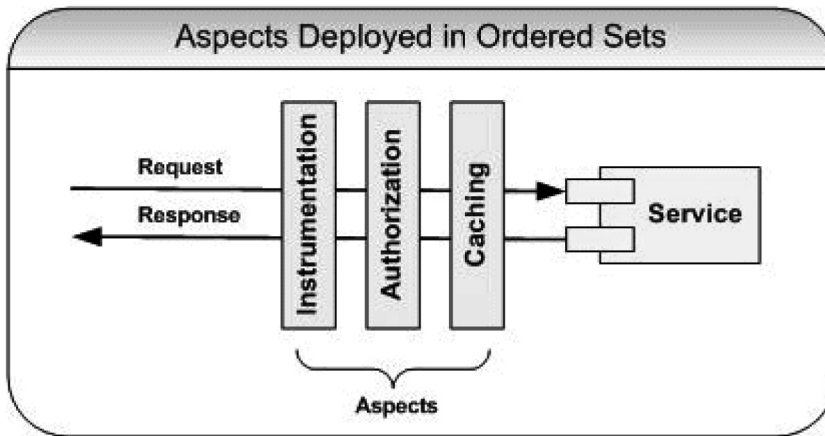 Aspects Deployed in Ordered Sets
Request
Response
Instrumentation
Authorization
Caching
Service
Aspects